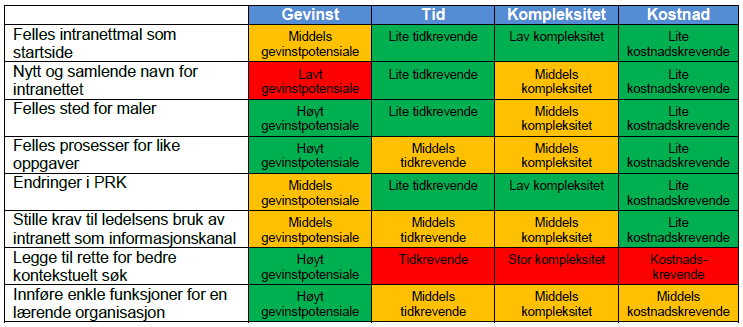 Gevinst Tid Kompleksitet Kostnad
Felles intranettmal som startside
Middels gevinstpotensiale
Lite tidkrevende
Lav kompleksitet
Lite kostnadskrevende
Nytt og samlende navn for intranettet
Lavt gevinstpotensiale
Lite tidkrevende
Middels kompleksitet
Lite kostnadskrevende
Felles sted for maler
Høyt gevinstpotensiale
Lite tidkrevende
Middels kompleksitet
Lite kostnadskrevende
Felles prosesser for like oppgaver
Høyt gevinstpotensiale
Middels tidkrevende
Middels kompleksitet
Lite kostnadskrevende
Endringer i PRK
Middels gevinstpotensiale
Lite tidkrevende
Lav kompleksitet
Lite kostnadskrevende
Stille krav til ledelsens bruk av intranett som informasjonskanal
Middels gevinstpotensiale
Middels tidkrevende
Middels kompleksitet
Lite kostnadskrevende
Legge til rette for bedre kontekstuelt søk
Høyt gevinstpotensiale
Tidkrevende
Stor kompleksitet
Kostnads-krevende
Innføre enkle funksjoner for en lærende organisasjon
Høyt gevinstpotensiale
Middels tidkrevende
Middels kompleksitet
Middels kostnadskrevende